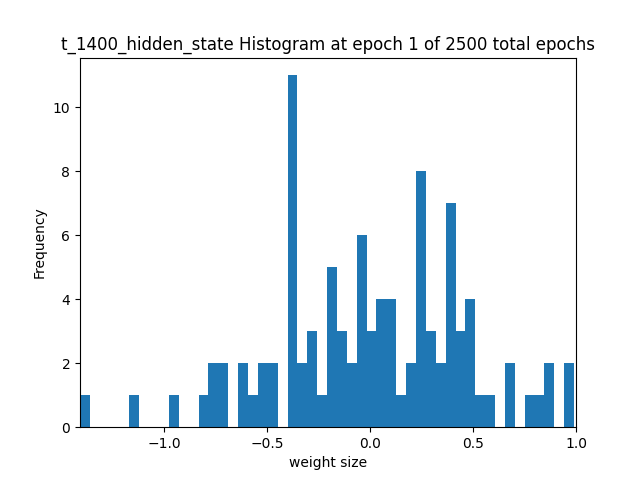 t_1400_hidden_state Histogram at epoch 1 of 2500 total epochs
Frequency
10
8
6
4
2
0
−1.0 −0.5 0.0 0.5 1.0
weight size